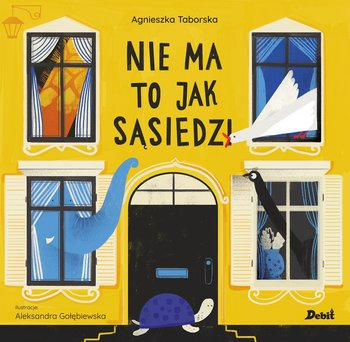 Agnieszka Taborska
NIE MA
TO JAK
SĄSIEDZI
Ilustracje:
Aleksandra Gołębiewska
Debit